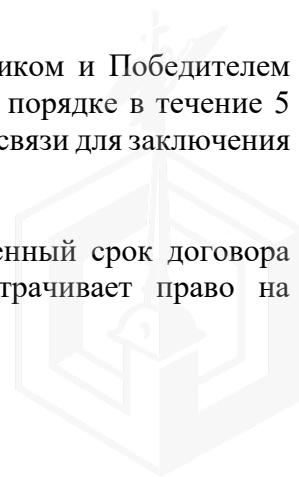 иком и Победителем
порядке в течение 5
связи для заключения
енный срок договора
трачивает право на